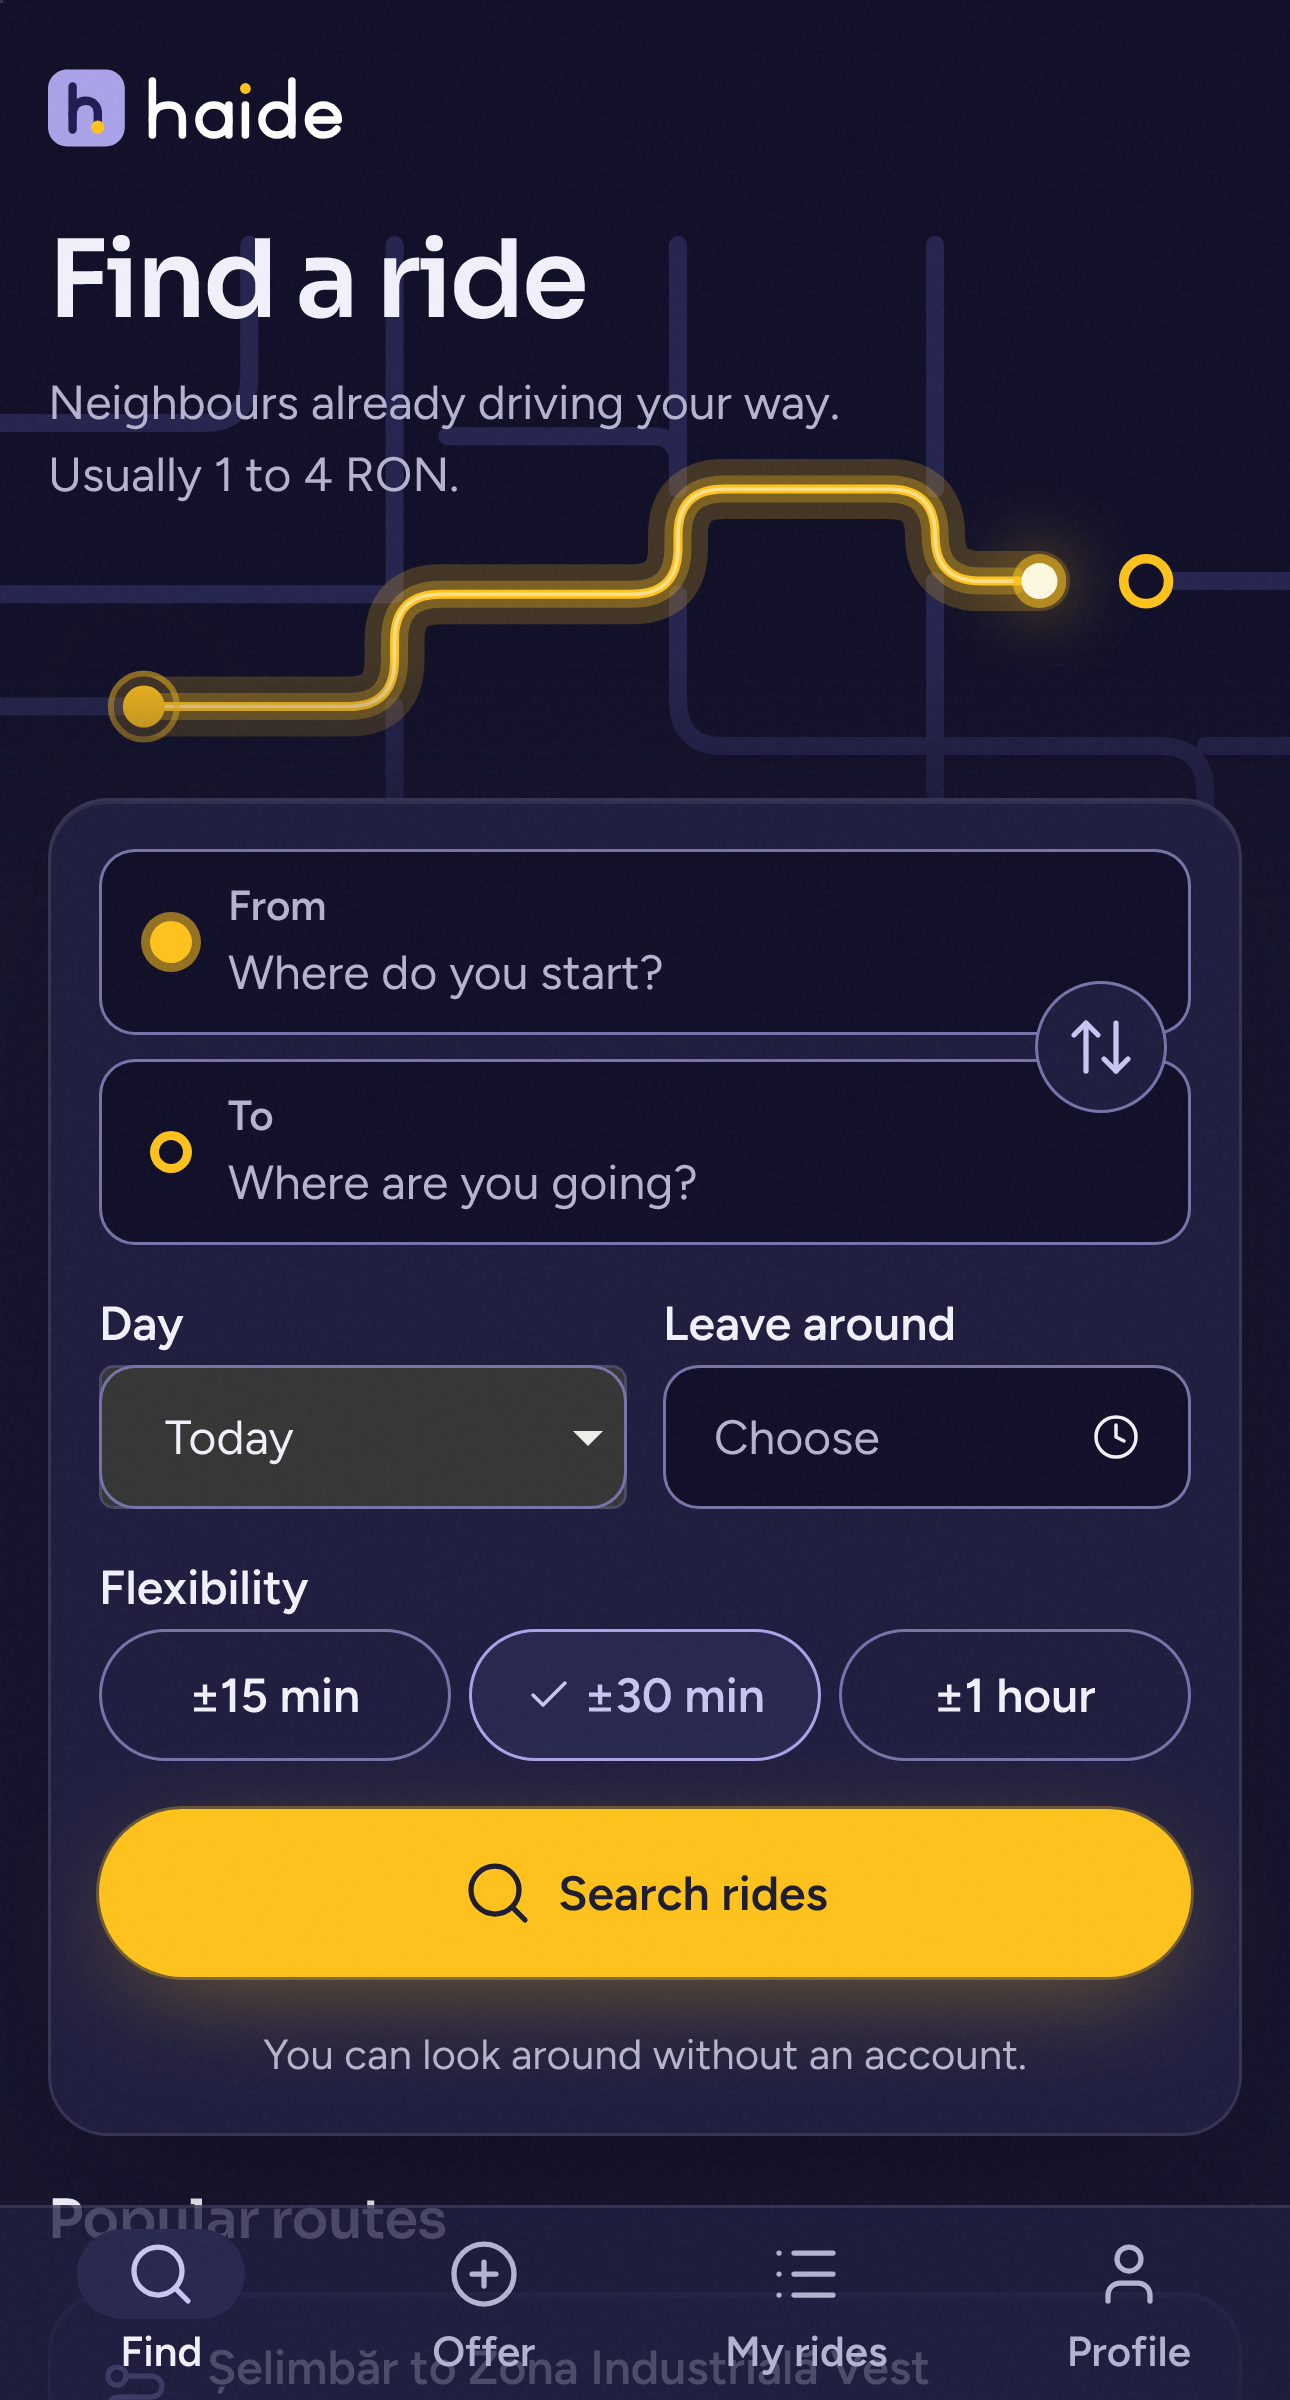 h haide
Find a ride
Neighbours already driving your way.
Usually 1 to 4 RON.
From
Where do you start?
To
Where are you going?
Day
Leave around
Today
Choose
Flexibility
±15 min
±30 min
±1 hour
Search rides
You can look around without an account.
Popular routes
Șelimbăr to Zona Industrială Vest
Find
Offer
My rides
Profile